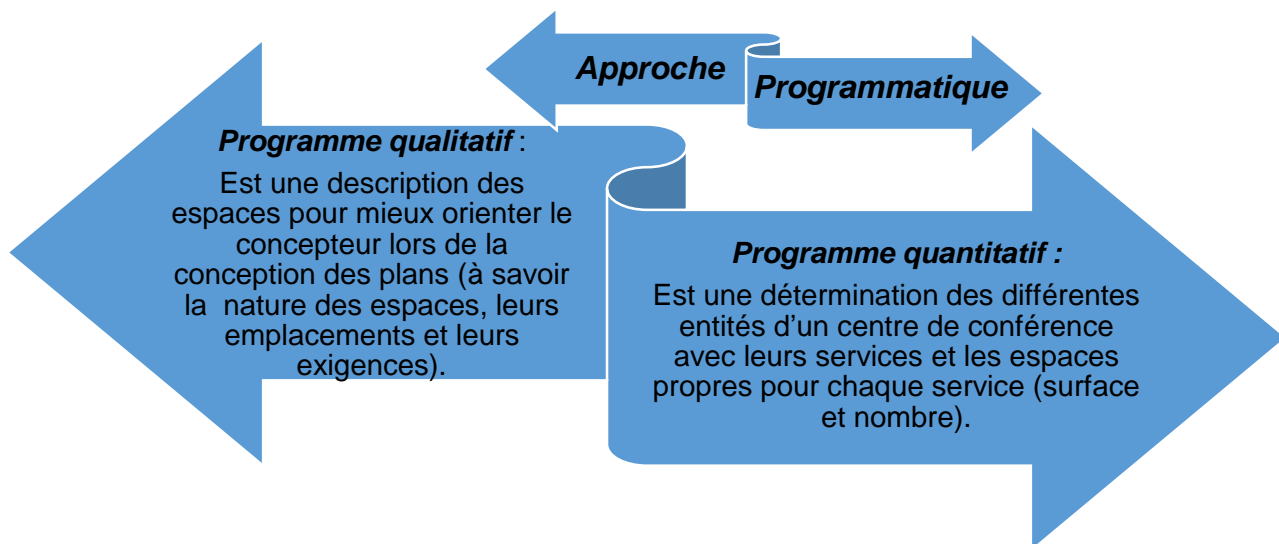 Approche
Programmatique
Programme qualitatif :
Est une description des
espaces pour mieux orienter le
concepteur lors de la
conception des plans (à savoir
la nature des espaces, leurs
emplacements et leurs
exigences).
Programme quantitatif :
Est une détermination des différentes
entités d'un centre de conférence
avec leurs services et les espaces
propres pour chaque service (surface
et nombre).